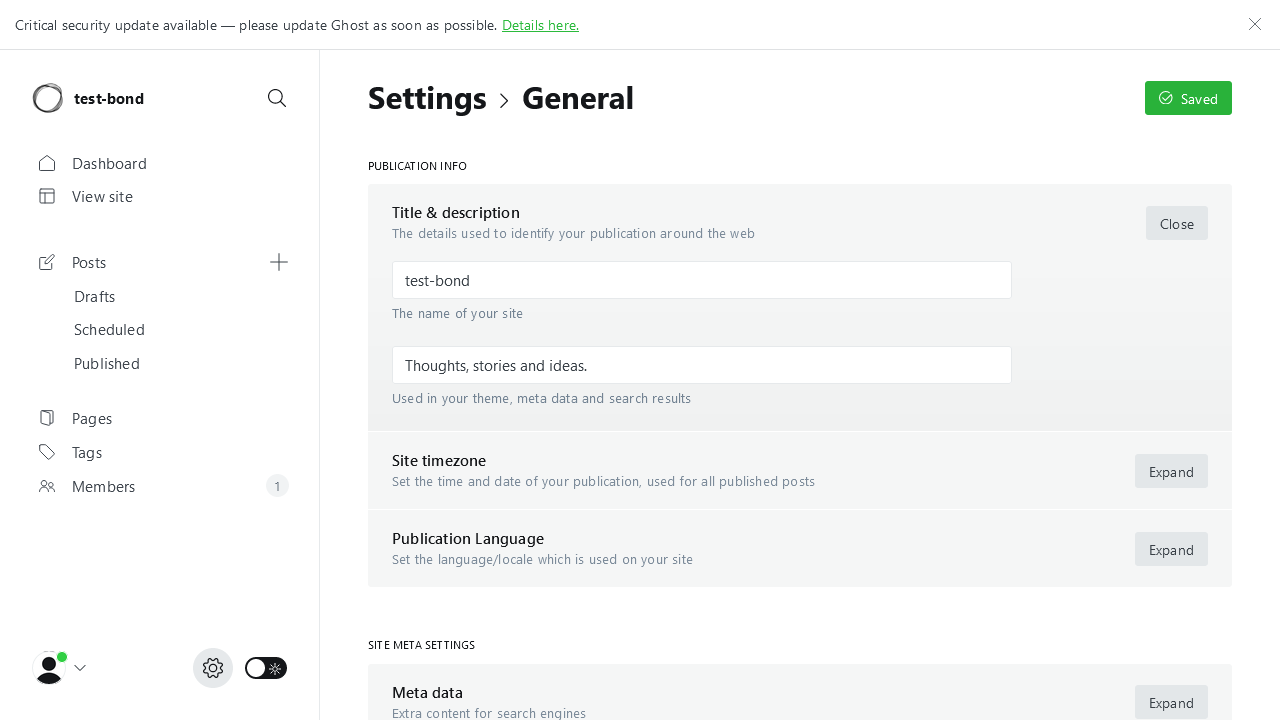 Critical security update available — please update Ghost as soon as possible. Details here.
test-bond
Settings > General
Saved
Dashboard
View site
Posts
Drafts
Scheduled
Published
Pages
Tags
Members
1
PUBLICATION INFO
Title & description
The details used to identify your publication around the web
Close
test-bond
The name of your site
Thoughts, stories and ideas.
Used in your theme, meta data and search results
Site timezone
Set the time and date of your publication, used for all published posts
Expand
Publication Language
Set the language/locale which is used on your site
Expand
SITE META SETTINGS
Meta data
Extra content for search engines
Expand